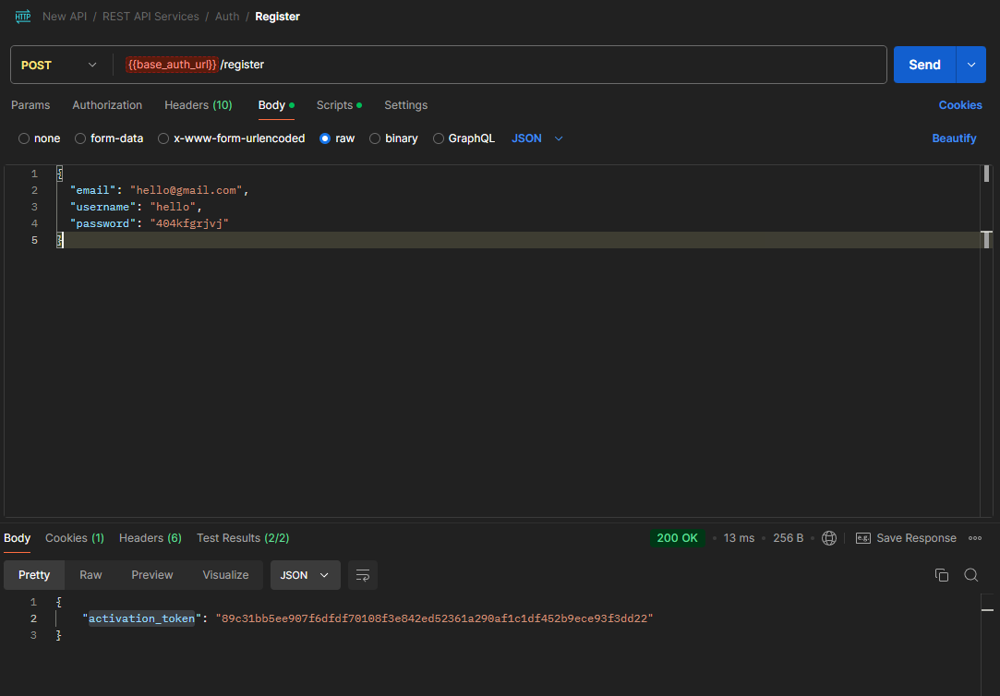 HTTP New API / REST API Services / Auth / Register
POST {{base_auth_url}}/register Send
Params Authorization Headers (10) Body Scripts Settings Cookies
none form-data x-www-form-urlencoded raw binary GraphQL JSON Beautify
1 {
2 "email": "hello@gmail.com",
3 "username": "hello",
4 "password": "404kfgrjvj"
5 }
Body Cookies (1) Headers (6) Test Results (2/2) 200 OK • 13 ms • 256 B • e.g. Save Response
Pretty Raw Preview Visualize JSON
1 {
2 "activation_token": "89c31bb5ee907f6dfdf70108f3e842ed52361a290af1c1df452b9ece93f3dd22"
3 }